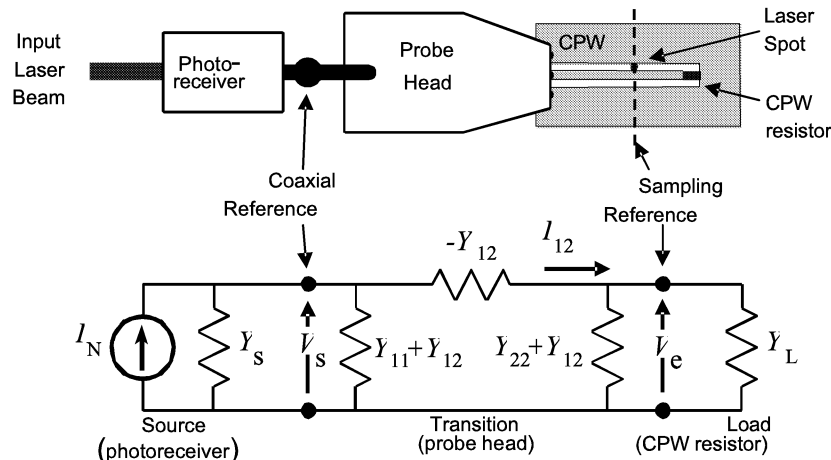 Input
Laser
Beam
Photo-
receiver
Probe
Head
CPW
Laser
Spot
CPW
resistor
Coaxial
Reference
Sampling
Reference
-Y12
I12
IN
Ys
Vs
Y11+Y12
Y22+Y12
Ve
YL
Source
(photoreceiver)
Transition
(probe head)
Load
(CPW resistor)